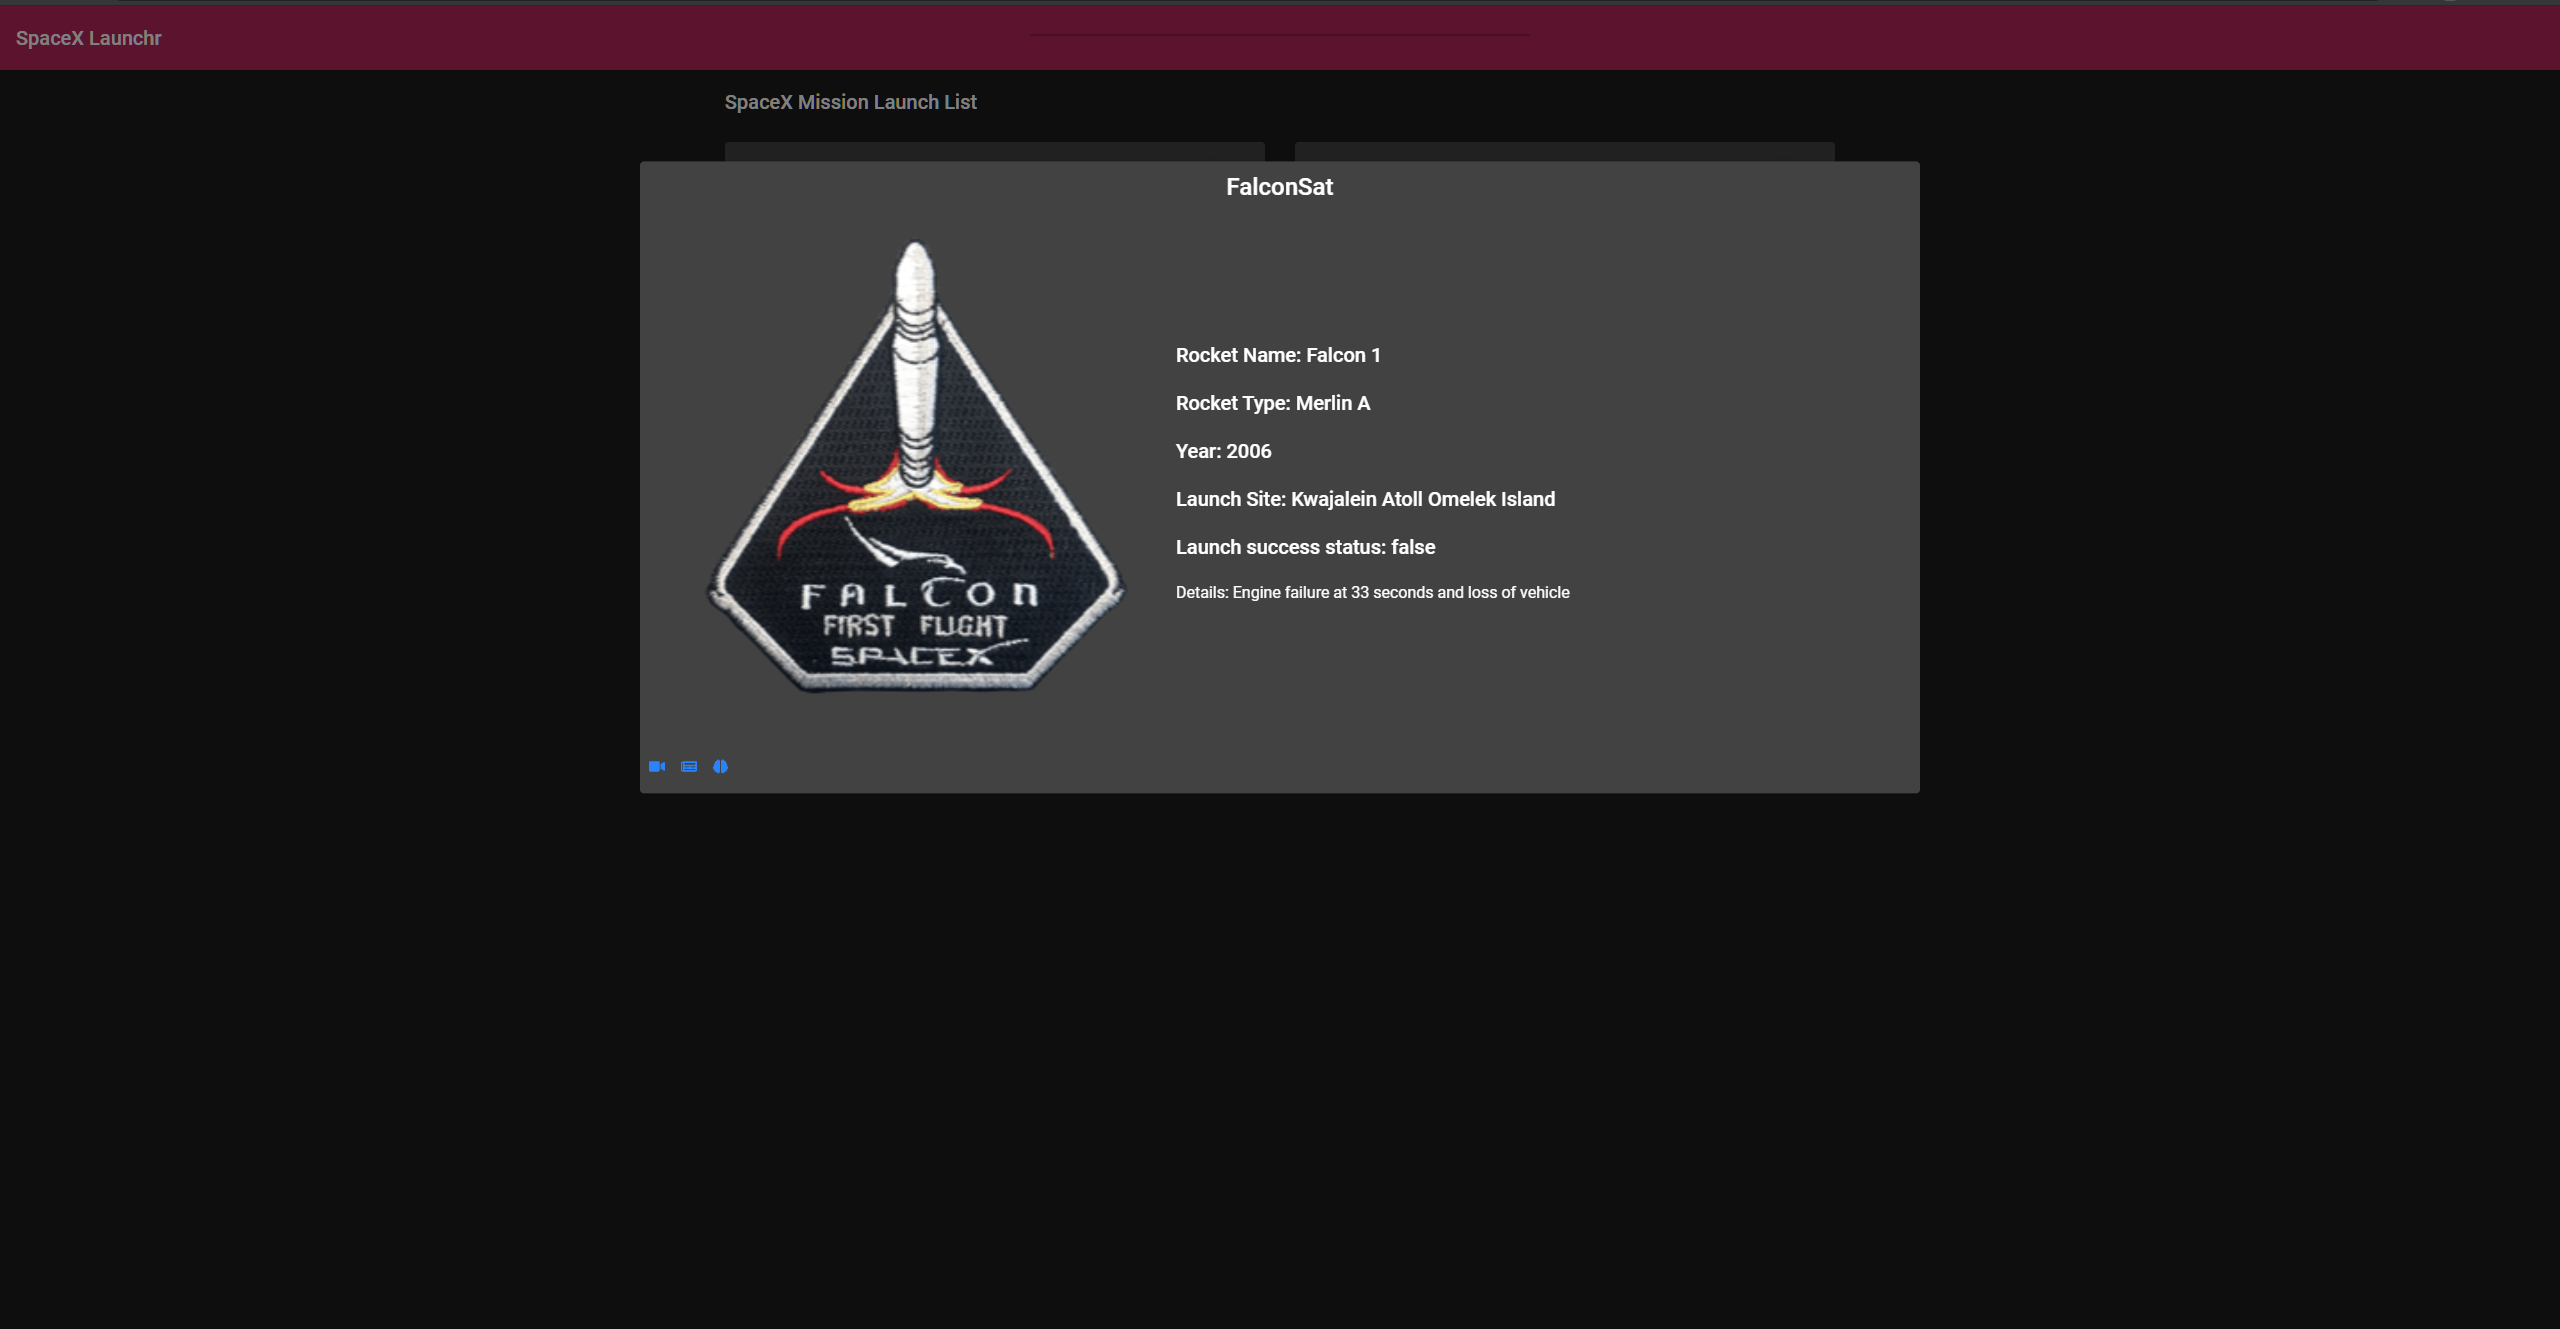 SpaceX Launchr
SpaceX Mission Launch List
FalconSat
FALCON
FIRST FLIGHT
SPACEX
Rocket Name: Falcon 1
Rocket Type: Merlin A
Year: 2006
Launch Site: Kwajalein Atoll Omelek Island
Launch success status: false
Details: Engine failure at 33 seconds and loss of vehicle